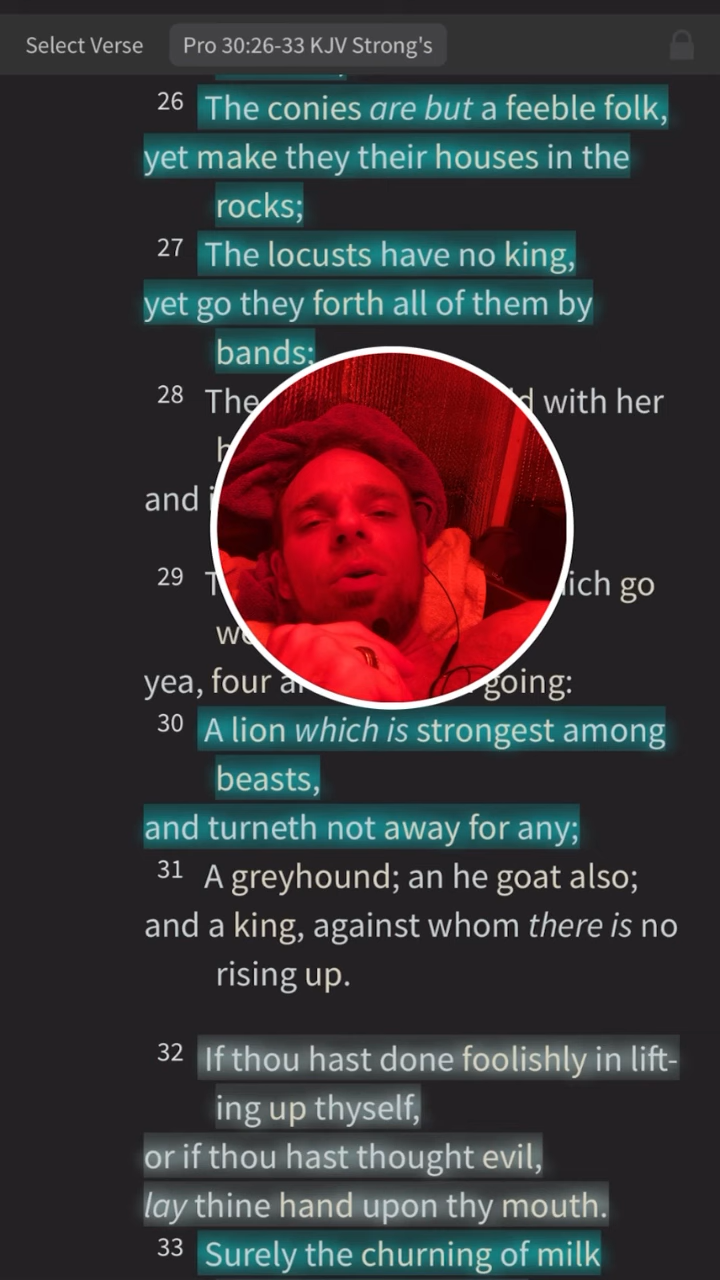 Select Verse Pro 30:26-33 KJV Strong's
26 The conies are but a feeble folk,
yet make they their houses in the
rocks;
27 The locusts have no king,
yet go they forth all of them by
bands;
28 The with her
and
29
go
yea, four going:
30 A lion which is strongest among
beasts,
and turneth not away for any;
31 A greyhound; an he goat also;
and a king, against whom there is no
rising up.
32 If thou hast done foolishly in lift-
ing up thyself,
or if thou hast thought evil,
lay thine hand upon thy mouth.
33 Surely the churning of milk